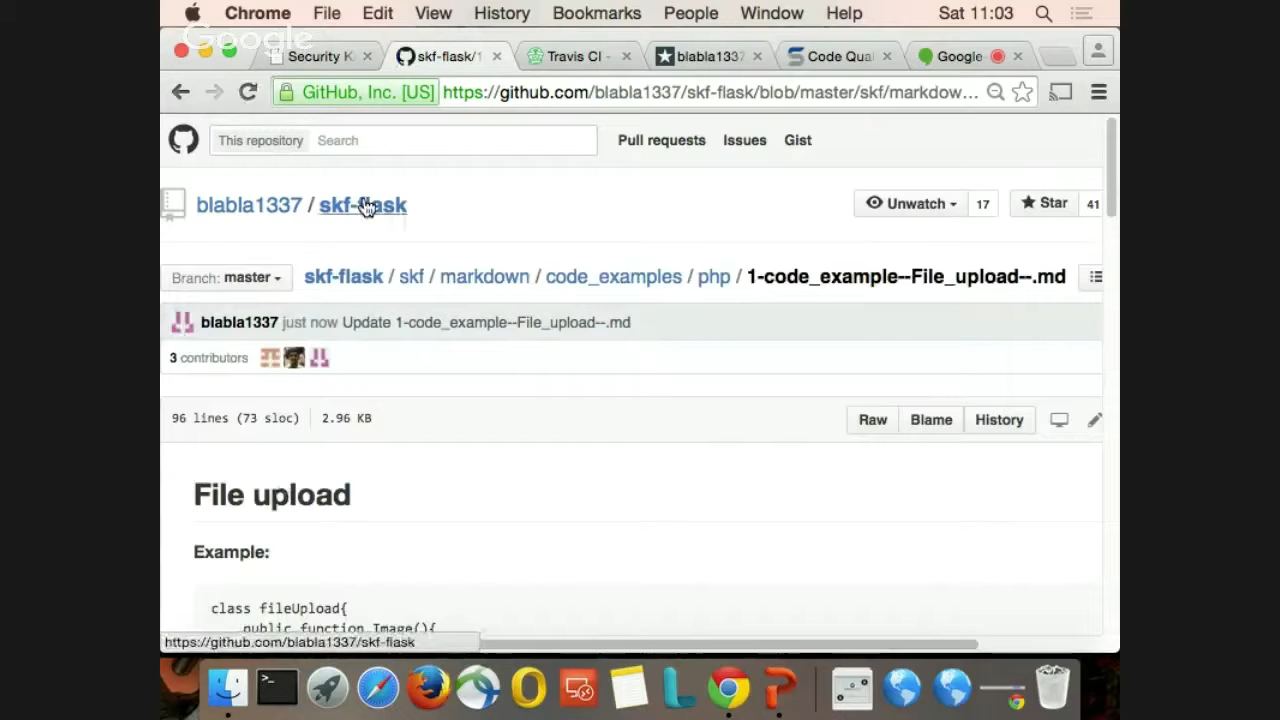 Chrome File Edit View History Bookmarks People Window Help Sat 11:03
Google
Security K skf-flask/1 Travis CI - blabla1337 Code Qual Google
GitHub, Inc. [US] https://github.com/blabla1337/skf-flask/blob/master/skf/markdow...
This repository Search Pull requests Issues Gist
blabla1337 / skf-flask Unwatch 17 Star 41
Branch: master skf-flask / skf / markdown / code_examples / php / 1-code_example--File_upload--.md
blabla1337 just now Update 1-code_example--File_upload--.md
3 contributors
96 lines (73 sloc) 2.96 KB Raw Blame History
File upload
Example:
class fileUpload{
public function Image(){
https://github.com/blabla1337/skf-flask